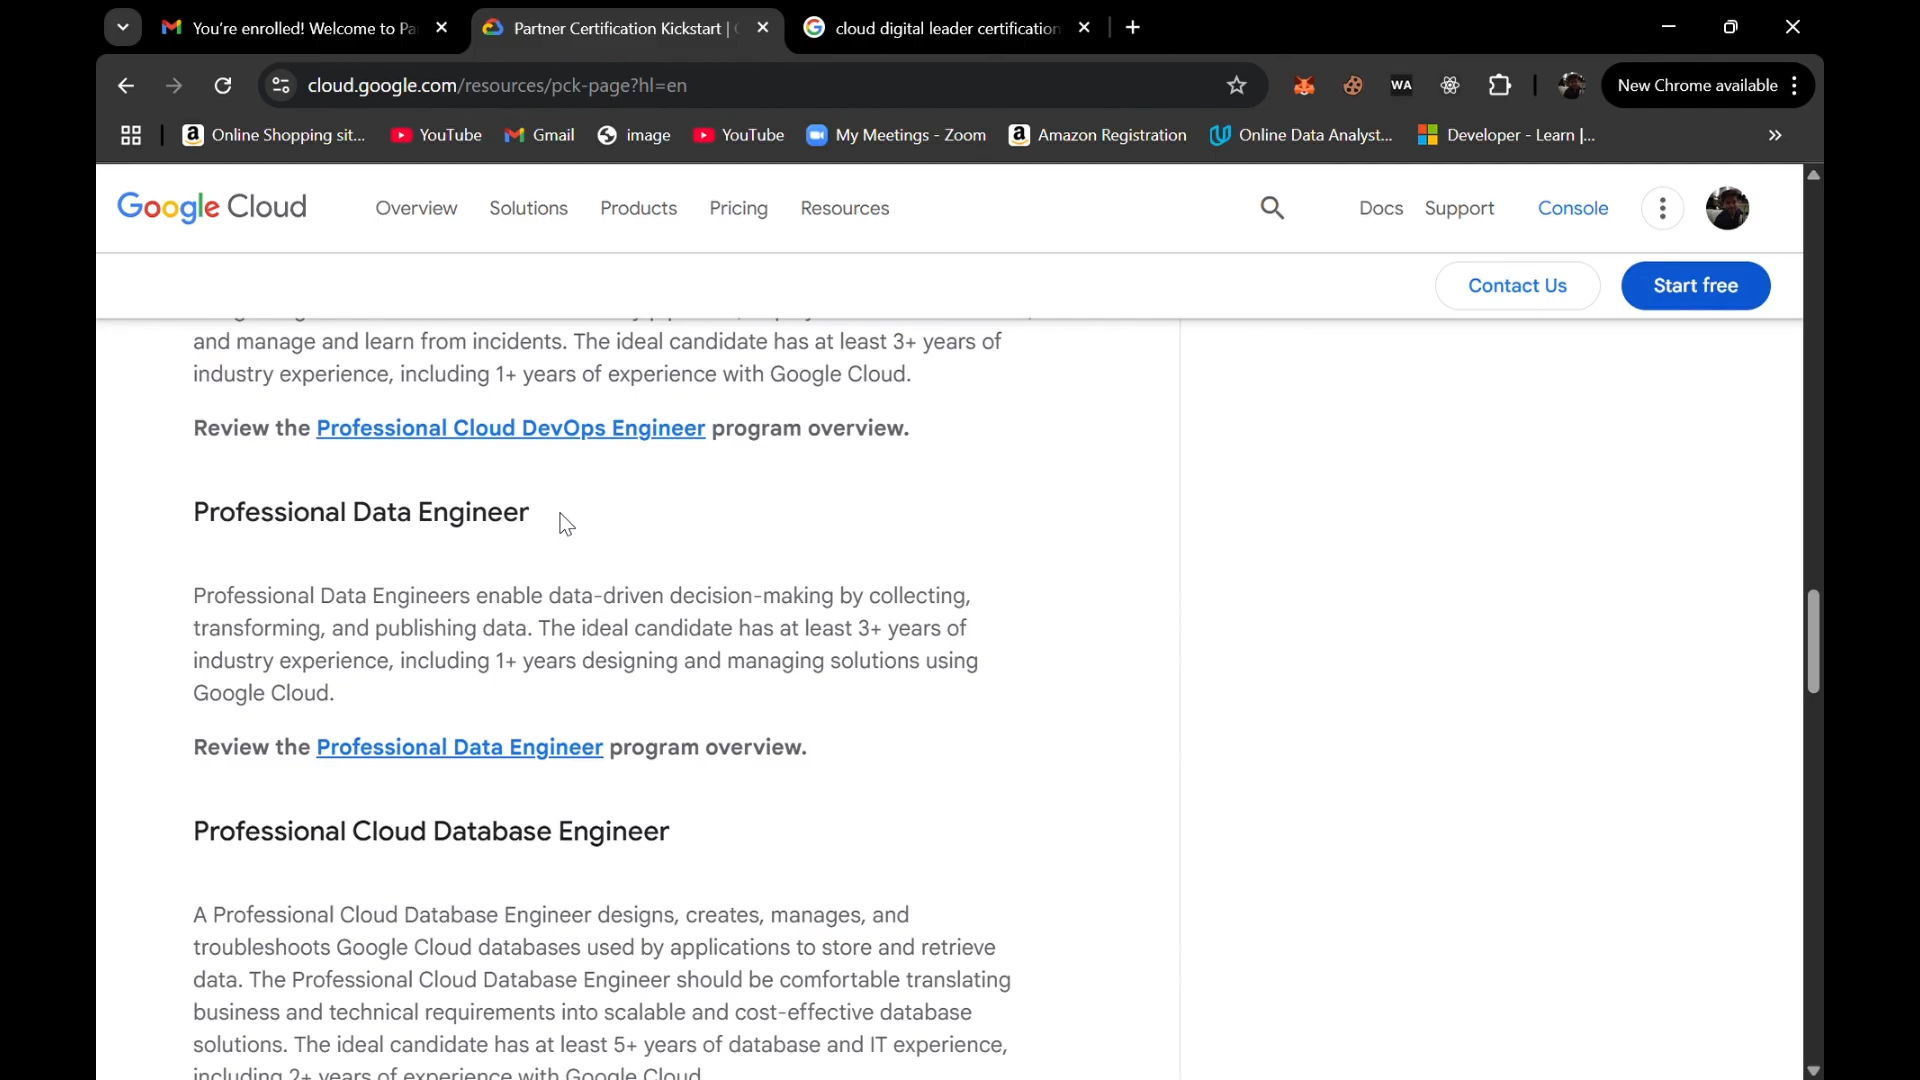 You're enrolled! Welcome to Pa
Partner Certification Kickstart |
cloud digital leader certification
cloud.google.com/resources/pck-page?hl=en
WA
New Chrome available
Online Shopping sit...
YouTube
Gmail
image
YouTube
My Meetings - Zoom
Amazon Registration
Online Data Analyst...
Developer - Learn |...
Google Cloud
Overview
Solutions
Products
Pricing
Resources
Docs
Support
Console
Contact Us
Start free
and manage and learn from incidents. The ideal candidate has at least 3+ years of
industry experience, including 1+ years of experience with Google Cloud.
Review the Professional Cloud DevOps Engineer program overview.
Professional Data Engineer
Professional Data Engineers enable data-driven decision-making by collecting,
transforming, and publishing data. The ideal candidate has at least 3+ years of
industry experience, including 1+ years designing and managing solutions using
Google Cloud.
Review the Professional Data Engineer program overview.
Professional Cloud Database Engineer
A Professional Cloud Database Engineer designs, creates, manages, and
troubleshoots Google Cloud databases used by applications to store and retrieve
data. The Professional Cloud Database Engineer should be comfortable translating
business and technical requirements into scalable and cost-effective database
solutions. The ideal candidate has at least 5+ years of database and IT experience,
including 2+ years of experience with Google Cloud.